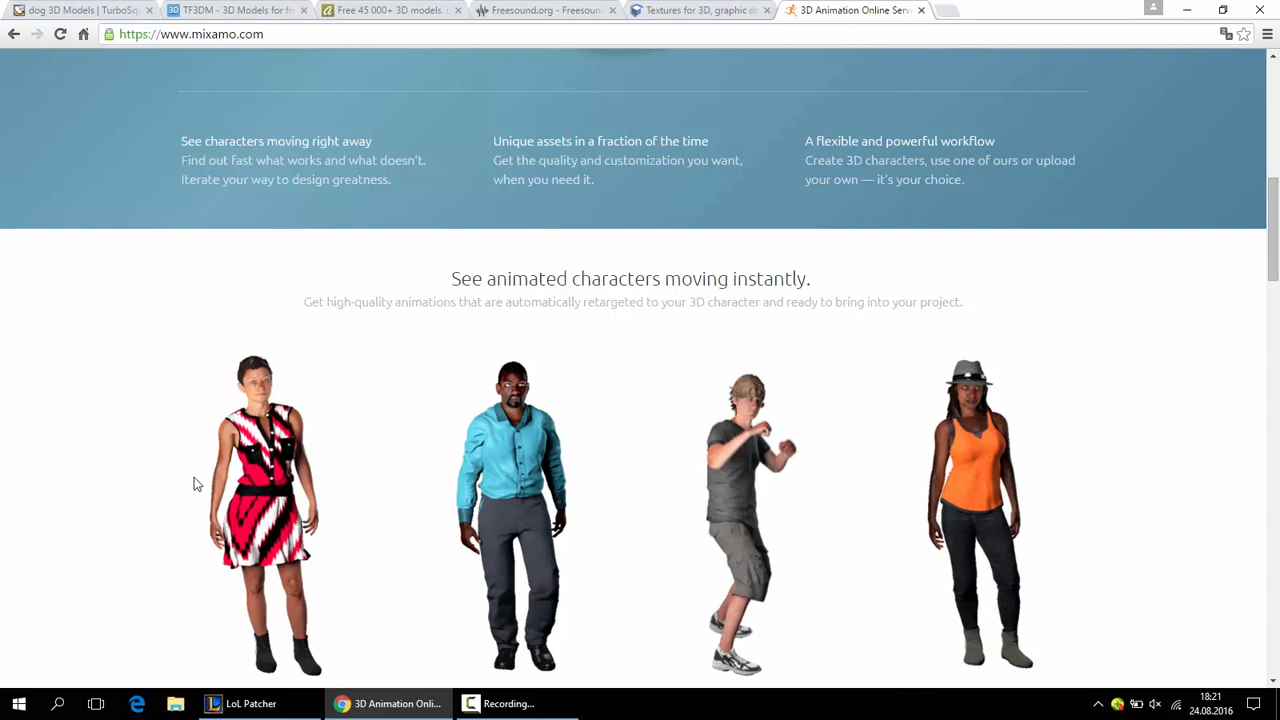 dog 3D Models | TurboSq
TF3DM - 3D Models for fr
Free 45 000+ 3D models.
Freesound.org - Freesoun
Textures for 3D, graphic de
3D Animation Online Serv
https://www.mixamo.com
See characters moving right away
Find out fast what works and what doesn't.
Iterate your way to design greatness.
Unique assets in a fraction of the time
Get the quality and customization you want,
when you need it.
A flexible and powerful workflow
Create 3D characters, use one of ours or upload
your own — it's your choice.
See animated characters moving instantly.
Get high-quality animations that are automatically retargeted to your 3D character and ready to bring into your project.
LoL Patcher
3D Animation Onli...
Recording...
18:21
24.08.2016